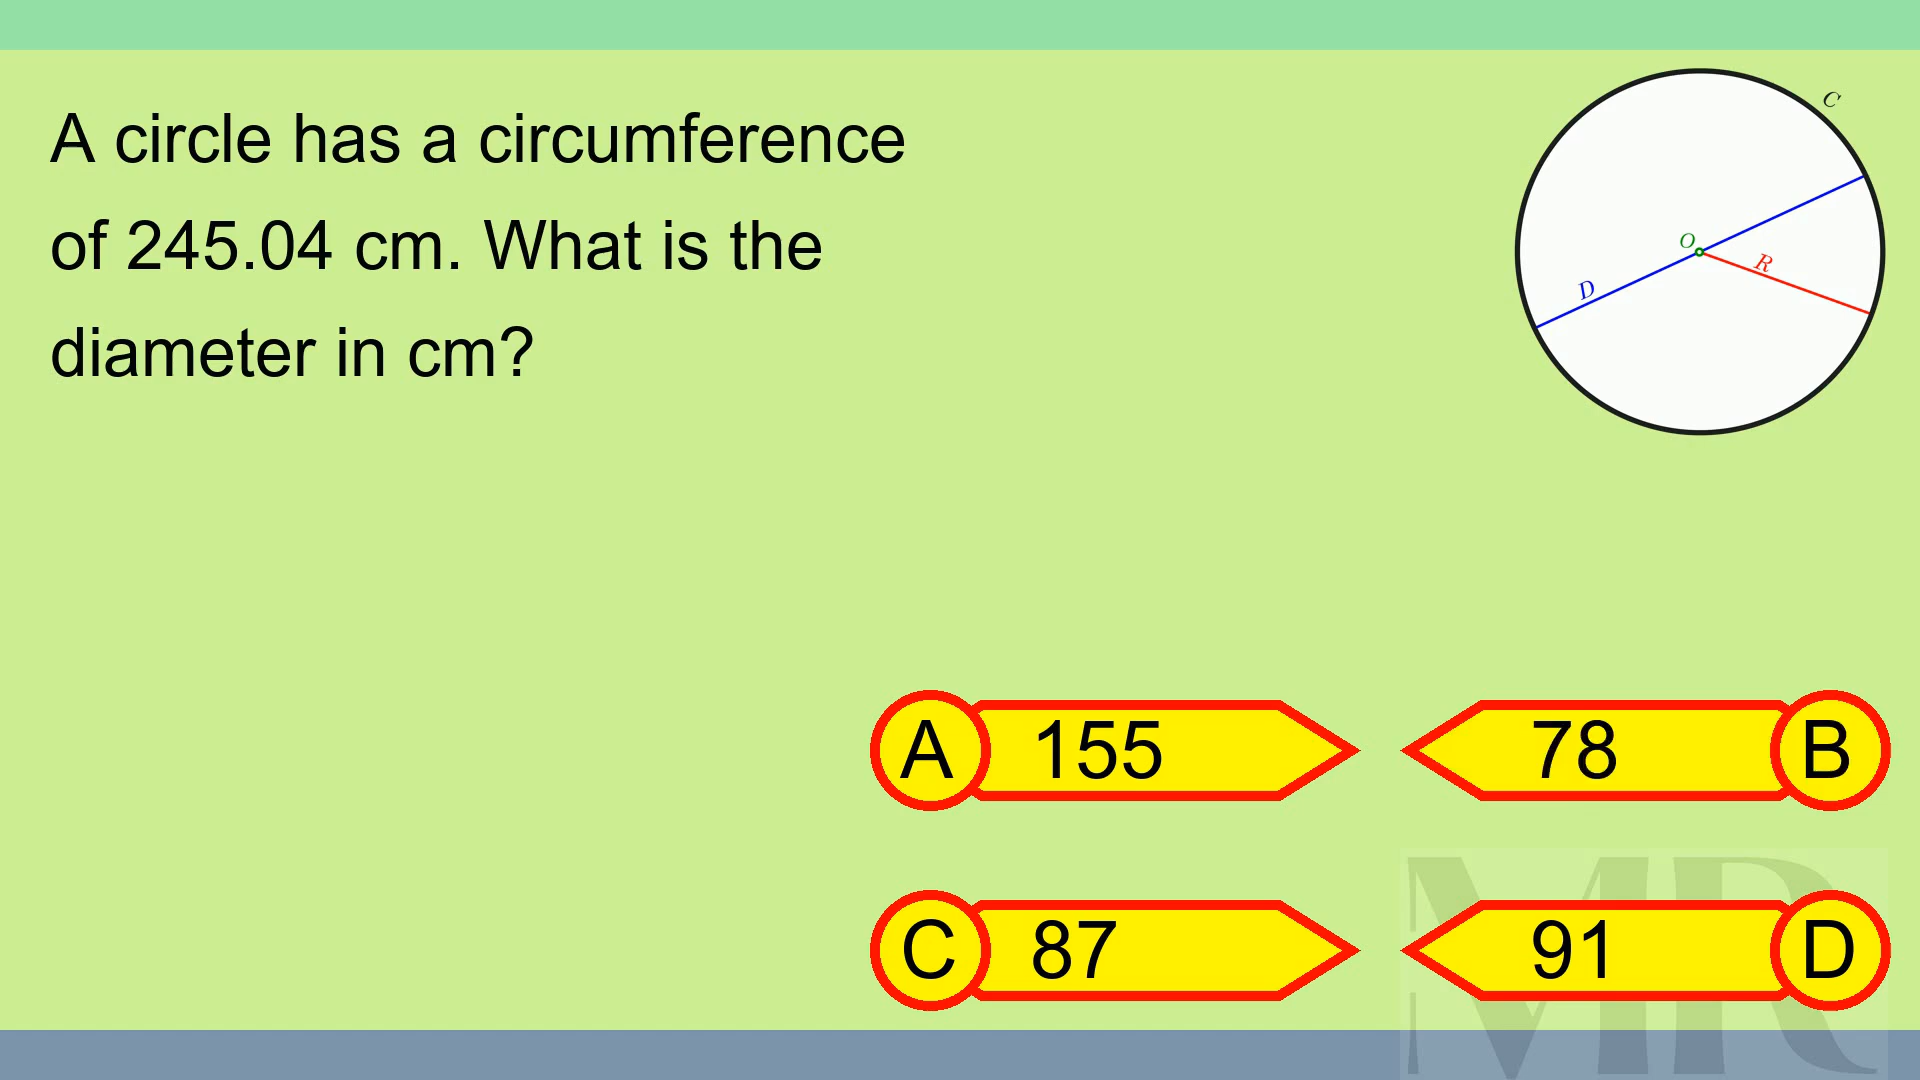 A circle has a circumference
of 245.04 cm. What is the
diameter in cm?
C
O
R
D
A 155
78 B
C 87
91 D
MR